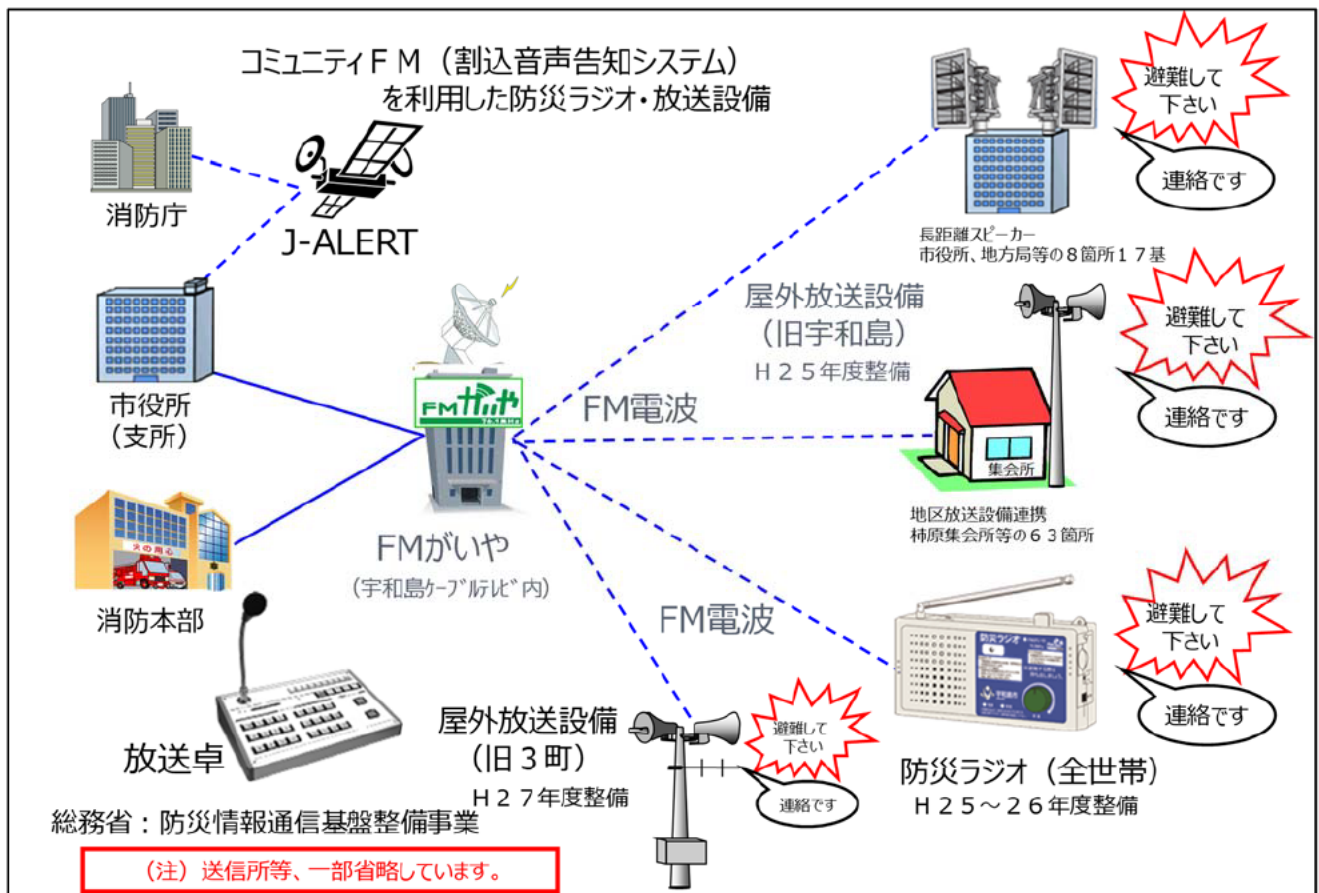 コミュニティＦＭ（割込音声告知システム）
を利用した防災ラジオ・放送設備
消防庁
J-ALERT
市役所
（支所）
火の用心
消防本部
放送卓
総務省：防災情報通信基盤整備事業
（注）送信所等、一部省略しています。
FMがいや
76.9MHz
FMがいや
（宇和島ケーブルテレビ内）
屋外放送設備
（旧宇和島）
Ｈ２５年度整備
FM電波
FM電波
避難して
下さい
連絡です
長距離スピーカー
市役所、地方局等の８箇所１７基
避難して
下さい
連絡です
集会所
地区放送設備連携
柿原集会所等の６３箇所
避難して
下さい
連絡です
防災ラジオ
宇和島市
防災ラジオ（全世帯）
Ｈ２５～２６年度整備
屋外放送設備
（旧３町）
Ｈ２７年度整備
避難して
下さい
連絡です